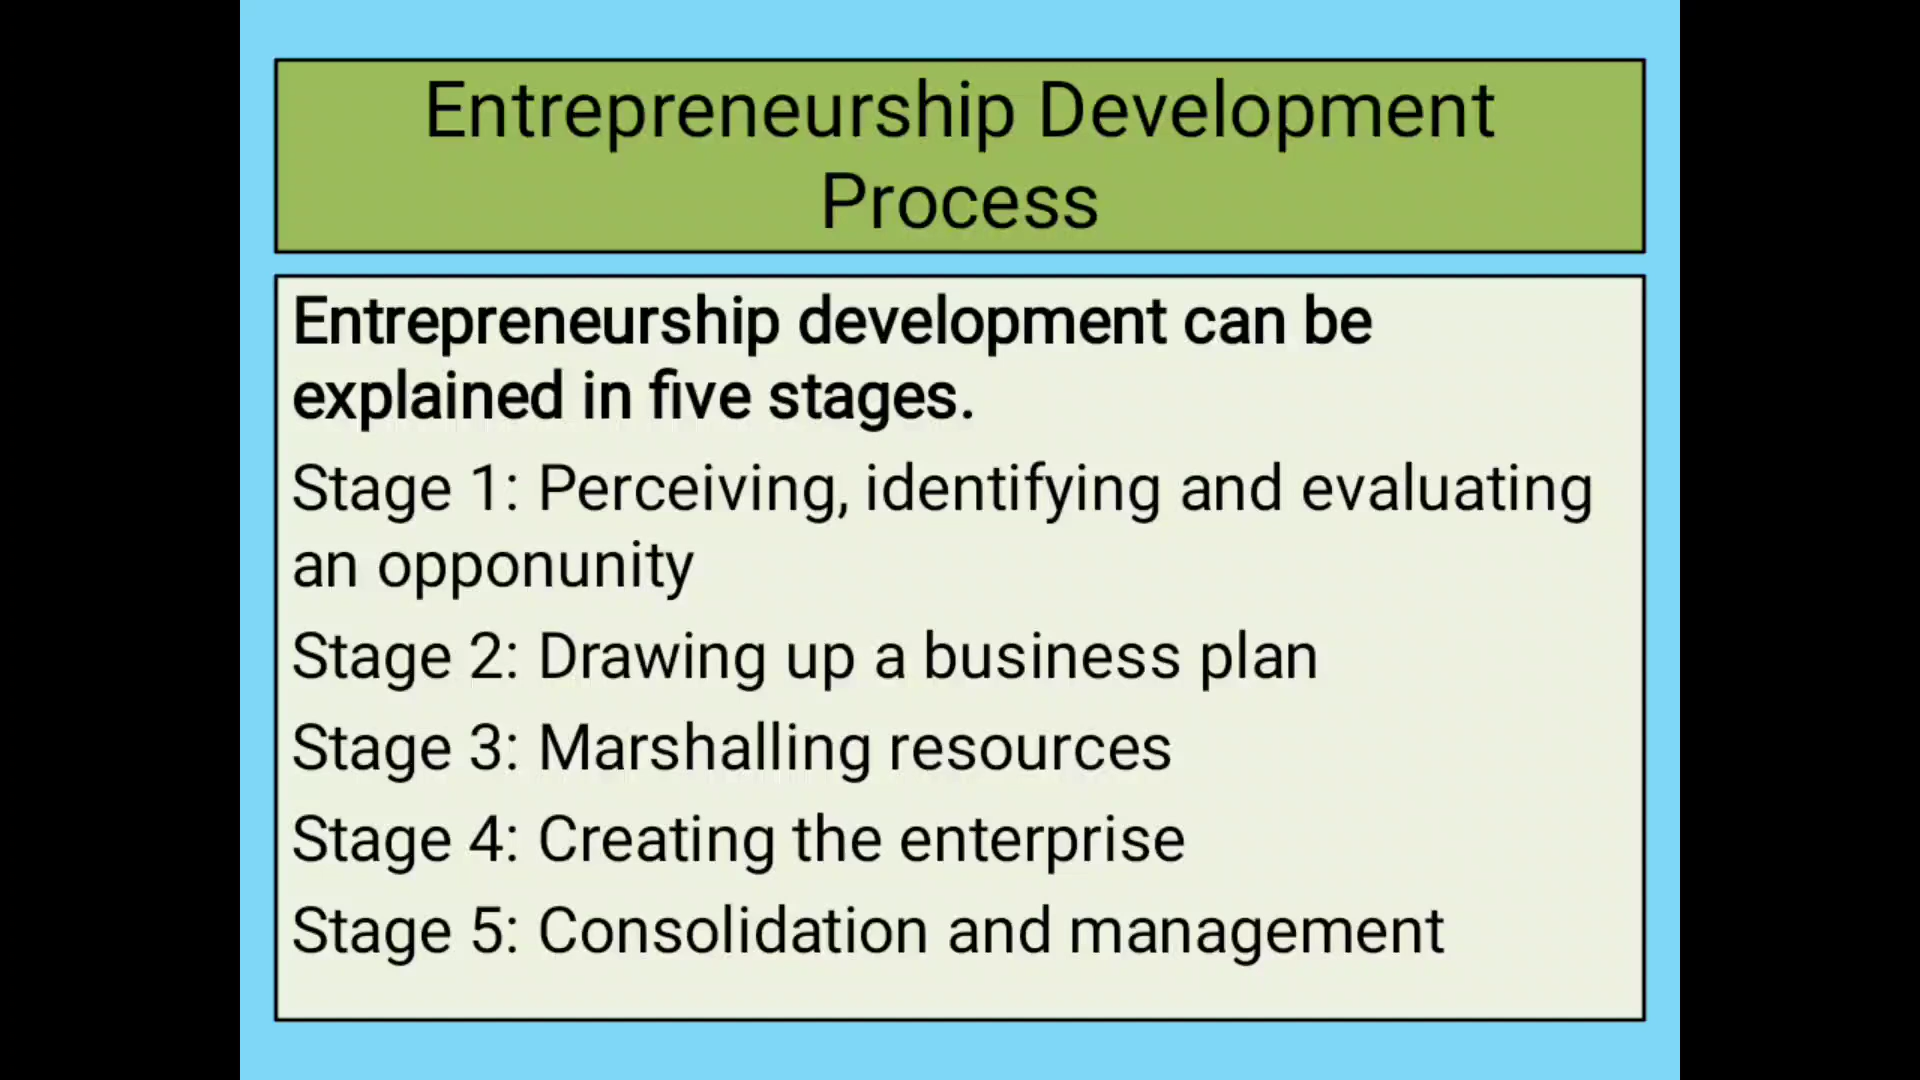 Entrepreneurship Development
Process
Entrepreneurship development can be
explained in five stages.
Stage 1: Perceiving, identifying and evaluating
an opponunity
Stage 2: Drawing up a business plan
Stage 3: Marshalling resources
Stage 4: Creating the enterprise
Stage 5: Consolidation and management